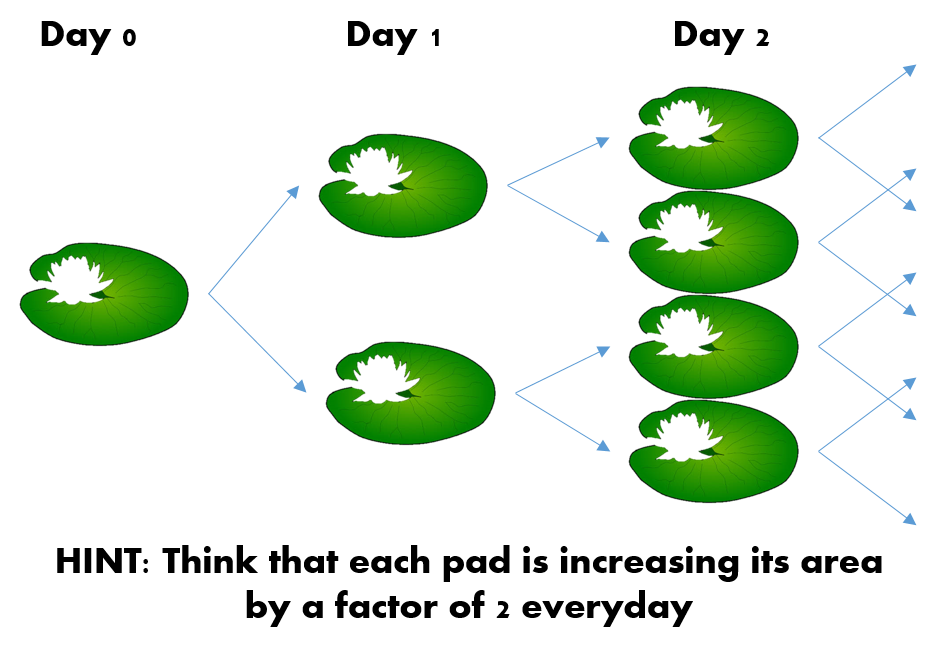 Day 0
Day 1
Day 2
HINT: Think that each pad is increasing its area
by a factor of 2 everyday